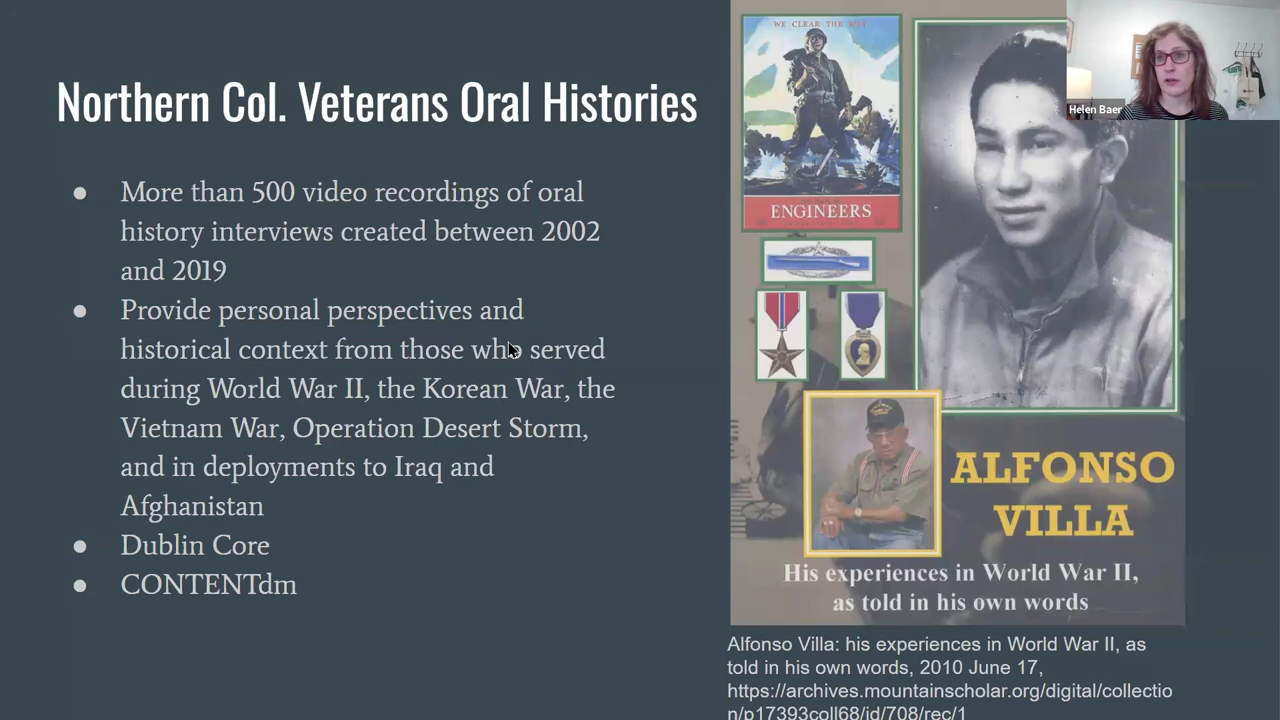 Northern Col. Veterans Oral Histories
● More than 500 video recordings of oral
history interviews created between 2002
and 2019
● Provide personal perspectives and
historical context from those who served
during World War II, the Korean War, the
Vietnam War, Operation Desert Storm,
and in deployments to Iraq and
Afghanistan
● Dublin Core
● CONTENTdm
WE CLEAR THE WAY
ENGINEERS
ALFONSO
VILLA
His experiences in World War II,
as told in his own words
Alfonso Villa: his experiences in World War II, as
told in his own words, 2010 June 17,
https://archives.mountainscholar.org/digital/collectio
n/p17393coll68/id/708/rec/1
Helen Baer